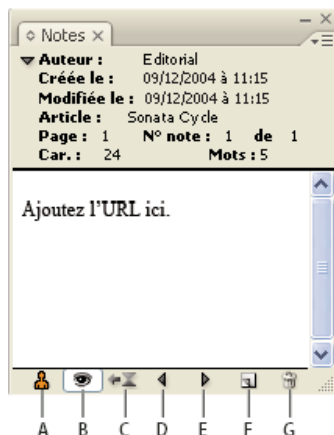 Notes
Auteur : Editorial
Créée le : 09/12/2004 à 11:15
Modifiée le : 09/12/2004 à 11:15
Article : Sonata Cycle
Page : 1 N° note : 1 de 1
Car. : 24 Mots : 5
Ajoutez l'URL ici.
A B C D E F G